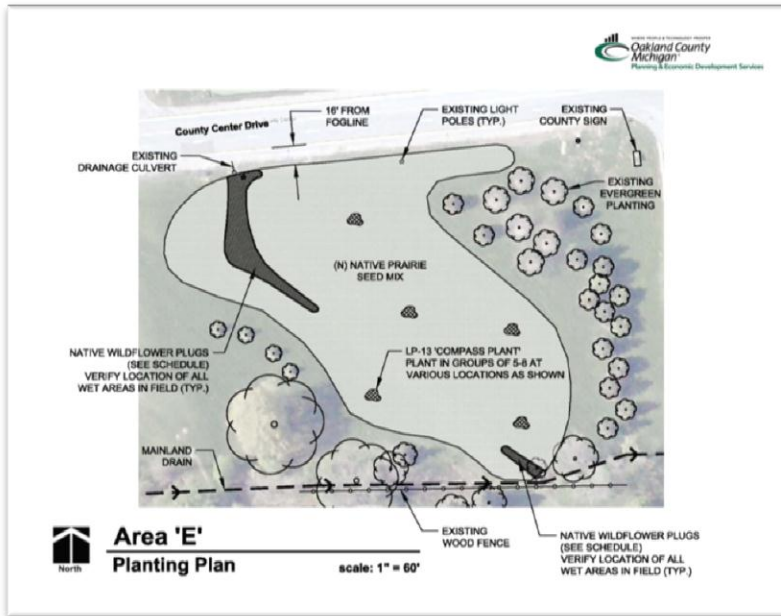 WHERE PEOPLE & TECHNOLOGY PROSPER
Oakland County
Michigan
Planning & Economic Development Services
County Center Drive
16' FROM
FOGLINE
EXISTING LIGHT
POLES (TYP.)
EXISTING
COUNTY SIGN
EXISTING
DRAINAGE CULVERT
EXISTING
EVERGREEN
PLANTING
(N) NATIVE PRAIRIE
SEED MIX
NATIVE WILDFLOWER PLUGS
(SEE SCHEDULE)
VERIFY LOCATION OF ALL
WET AREAS IN FIELD (TYP.)
LP-13 'COMPASS PLANT'
PLANT IN GROUPS OF 5-8 AT
VARIOUS LOCATIONS AS SHOWN
MAINLAND
DRAIN
EXISTING
WOOD FENCE
NATIVE WILDFLOWER PLUGS
(SEE SCHEDULE)
VERIFY LOCATION OF ALL
WET AREAS IN FIELD (TYP.)
North
Area 'E'
Planting Plan
scale: 1" = 60'